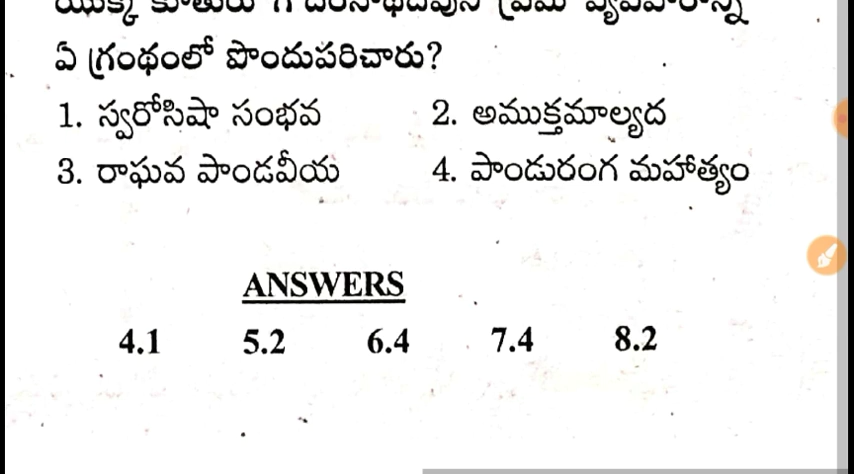 యొక్క కూతురు
ఏ గ్రంథంలో పొందుపరిచారు?
1. స్వరోసిషా సంభవ 2. అముక్తమాల్యద
3. రాఘవ పాండవీయ 4. పాండురంగ మహాత్యం
ANSWERS
4.1 5.2 6.4 7.4 8.2